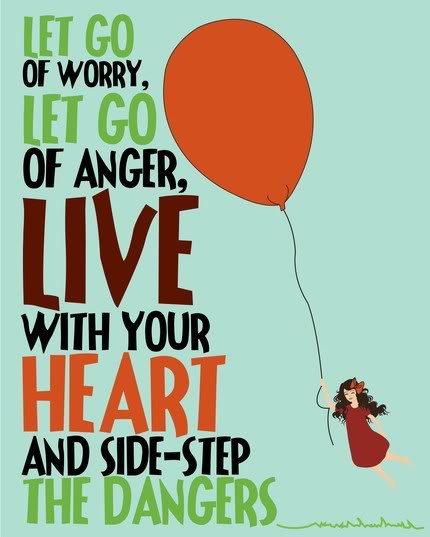 LET GO
OF WORRY,
LET GO
OF ANGER,
LIVE
WITH YOUR
HEART
AND SIDE-STEP
THE DANGERS